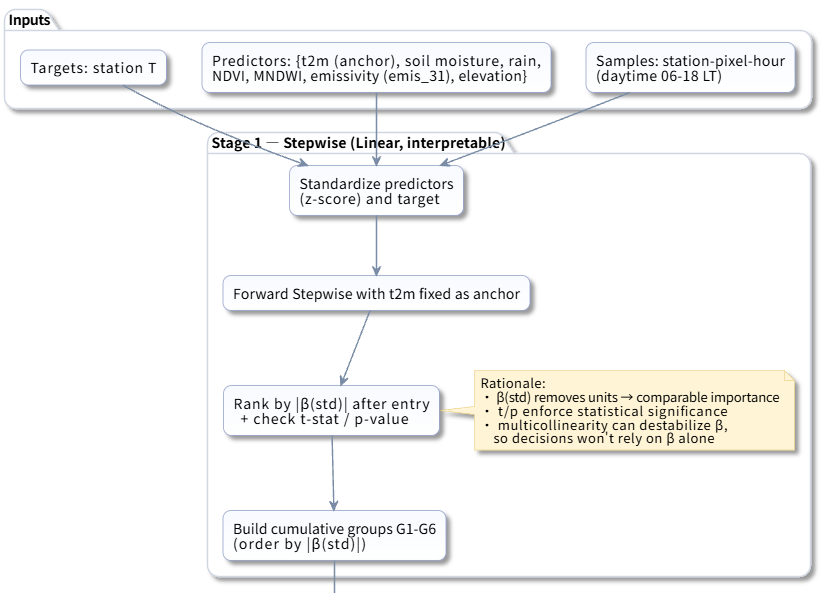 Inputs
Targets: station T
Predictors: {t2m (anchor), soil moisture, rain,
NDVI, MNDWI, emissivity (emis_31), elevation}
Samples: station-pixel-hour
(daytime 06-18 LT)
Stage 1 — Stepwise (Linear, interpretable)
Standardize predictors
(z-score) and target
Forward Stepwise with t2m fixed as anchor
Rank by |β(std)| after entry
+ check t-stat / p-value
Rationale:
• β(std) removes units → comparable importance
• t/p enforce statistical significance
• multicollinearity can destabilize β,
so decisions won't rely on β alone
Build cumulative groups G1-G6
(order by |β(std)|)